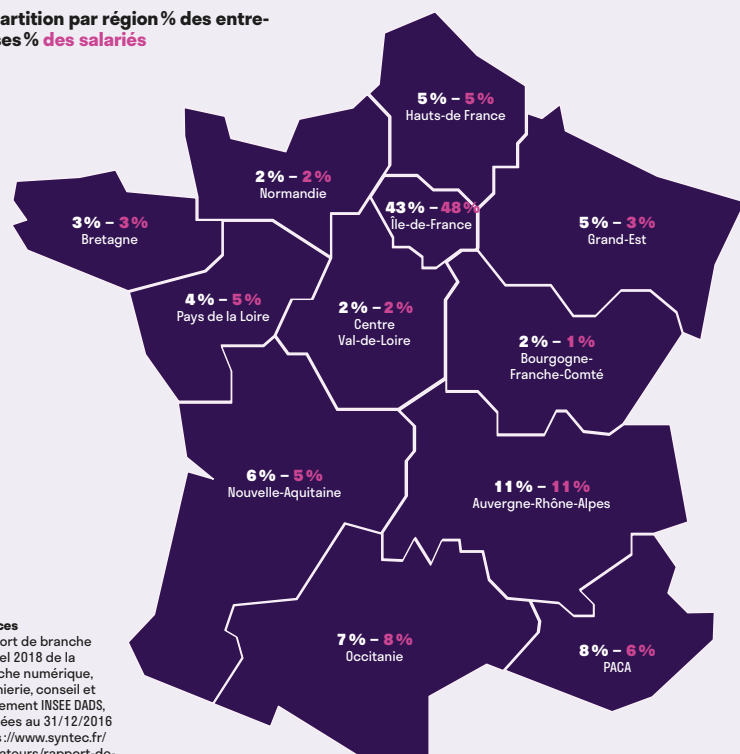 artition par région % des entre-
ses % des salariés
5 % – 5 %
Hauts-de France
2 % – 2 %
Normandie
43 % – 48 %
Île-de-France
3 % – 3 %
Bretagne
5 % – 3 %
Grand-Est
4 % – 5 %
Pays de la Loire
2 % – 2 %
Centre
Val-de-Loire
2 % – 1 %
Bourgogne-
Franche-Comté
6 % – 5 %
Nouvelle-Aquitaine
11 % – 11 %
Auvergne-Rhône-Alpes
7 % – 8 %
Occitanie
8 % – 6 %
PACA
ces
ort de branche
el 2018 de la
che numérique,
nierie, conseil et
ement INSEE DADS,
ées au 31/12/2016
s://www.syntec.fr/
ateurs/rapport-de-